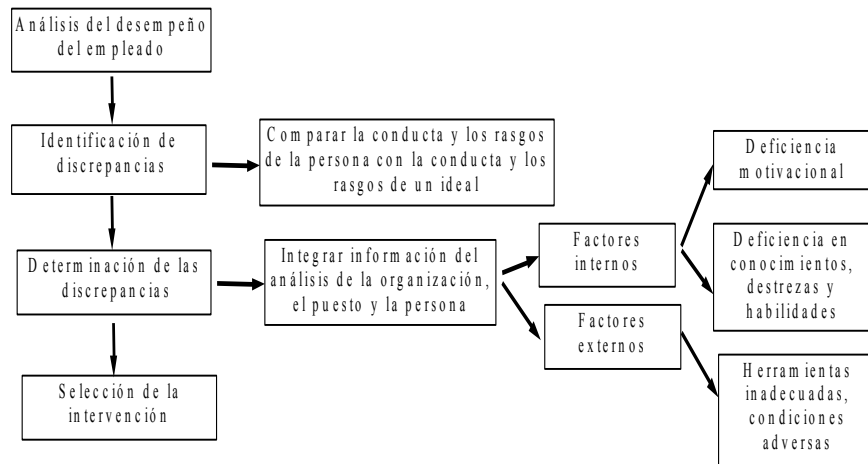 Análisis del desempeño
del empleado
Identificación de
discrepancias
Comparar la conducta y los rasgos
de la persona con la conducta y los
rasgos de un ideal
Deficiencia
motivacional
Determinación de las
discrepancias
Integrar información del
análisis de la organización,
el puesto y la persona
Factores
internos
Deficiencia en
conocimientos,
destrezas y
habilidades
Factores
externos
Selección de la
intervención
Herramientas
inadecuadas,
condiciones
adversas